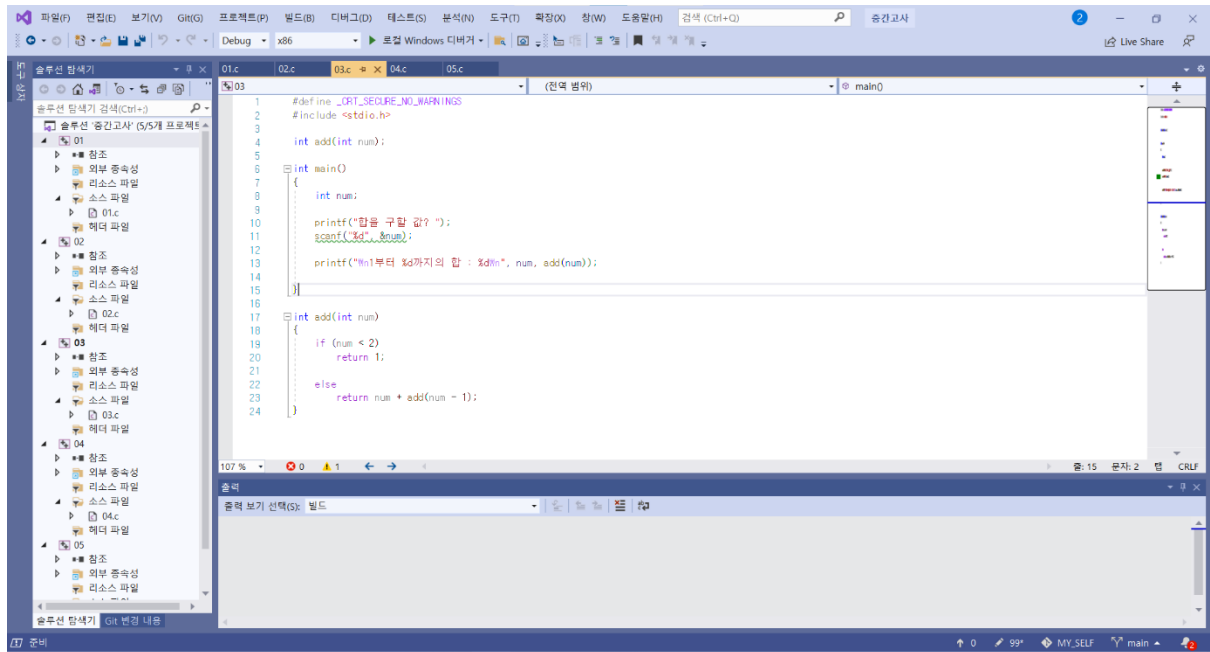 파일(F) 편집(E) 보기(V) Git(G) 프로젝트(P) 빌드(B) 디버그(D) 테스트(S) 분석(N) 도구(T) 확장(X) 창(W) 도움말(H) 검색 (Ctrl+Q) 중간고사 2
Debug x86 로컬 Windows 디버거 Live Share
도구 상자
솔루션 탐색기
01.c 02.c 03.c 04.c 05.c
03 (전역 범위) main()
솔루션 탐색기 검색(Ctrl+;)
솔루션 '중간고사' (5/5개 프로젝트
01
참조
외부 종속성
리소스 파일
소스 파일
01.c
헤더 파일
02
참조
외부 종속성
리소스 파일
소스 파일
02.c
헤더 파일
03
참조
외부 종속성
리소스 파일
소스 파일
03.c
헤더 파일
04
참조
외부 종속성
리소스 파일
소스 파일
04.c
헤더 파일
05
참조
외부 종속성
리소스 파일
솔루션 탐색기 Git 변경 내용
1 #define _CRT_SECURE_NO_WARNINGS
2 #include <stdio.h>
3
4 int add(int num);
5
6 int main()
7 {
8 int num;
9
10 printf("합을 구할 값? ");
11 scanf("%d", &num);
12
13 printf("₩n1부터 %d까지의 합 : %d₩n", num, add(num));
14
15 }
16
17 int add(int num)
18 {
19 if (num < 2)
20 return 1;
21
22 else
23 return num + add(num - 1);
24 }
107 % 0 1 줄: 15 문자: 2 탭 CRLF
출력
출력 보기 선택(S): 빌드
준비 0 99* MY_SELF main 2